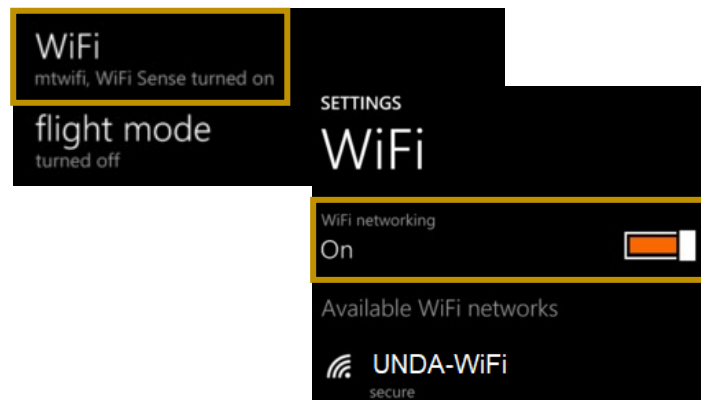 WiFi
mtwifi, WiFi Sense turned on
flight mode
turned off
SETTINGS
WiFi
WiFi networking
On
Available WiFi networks
UNDA-WiFi
secure